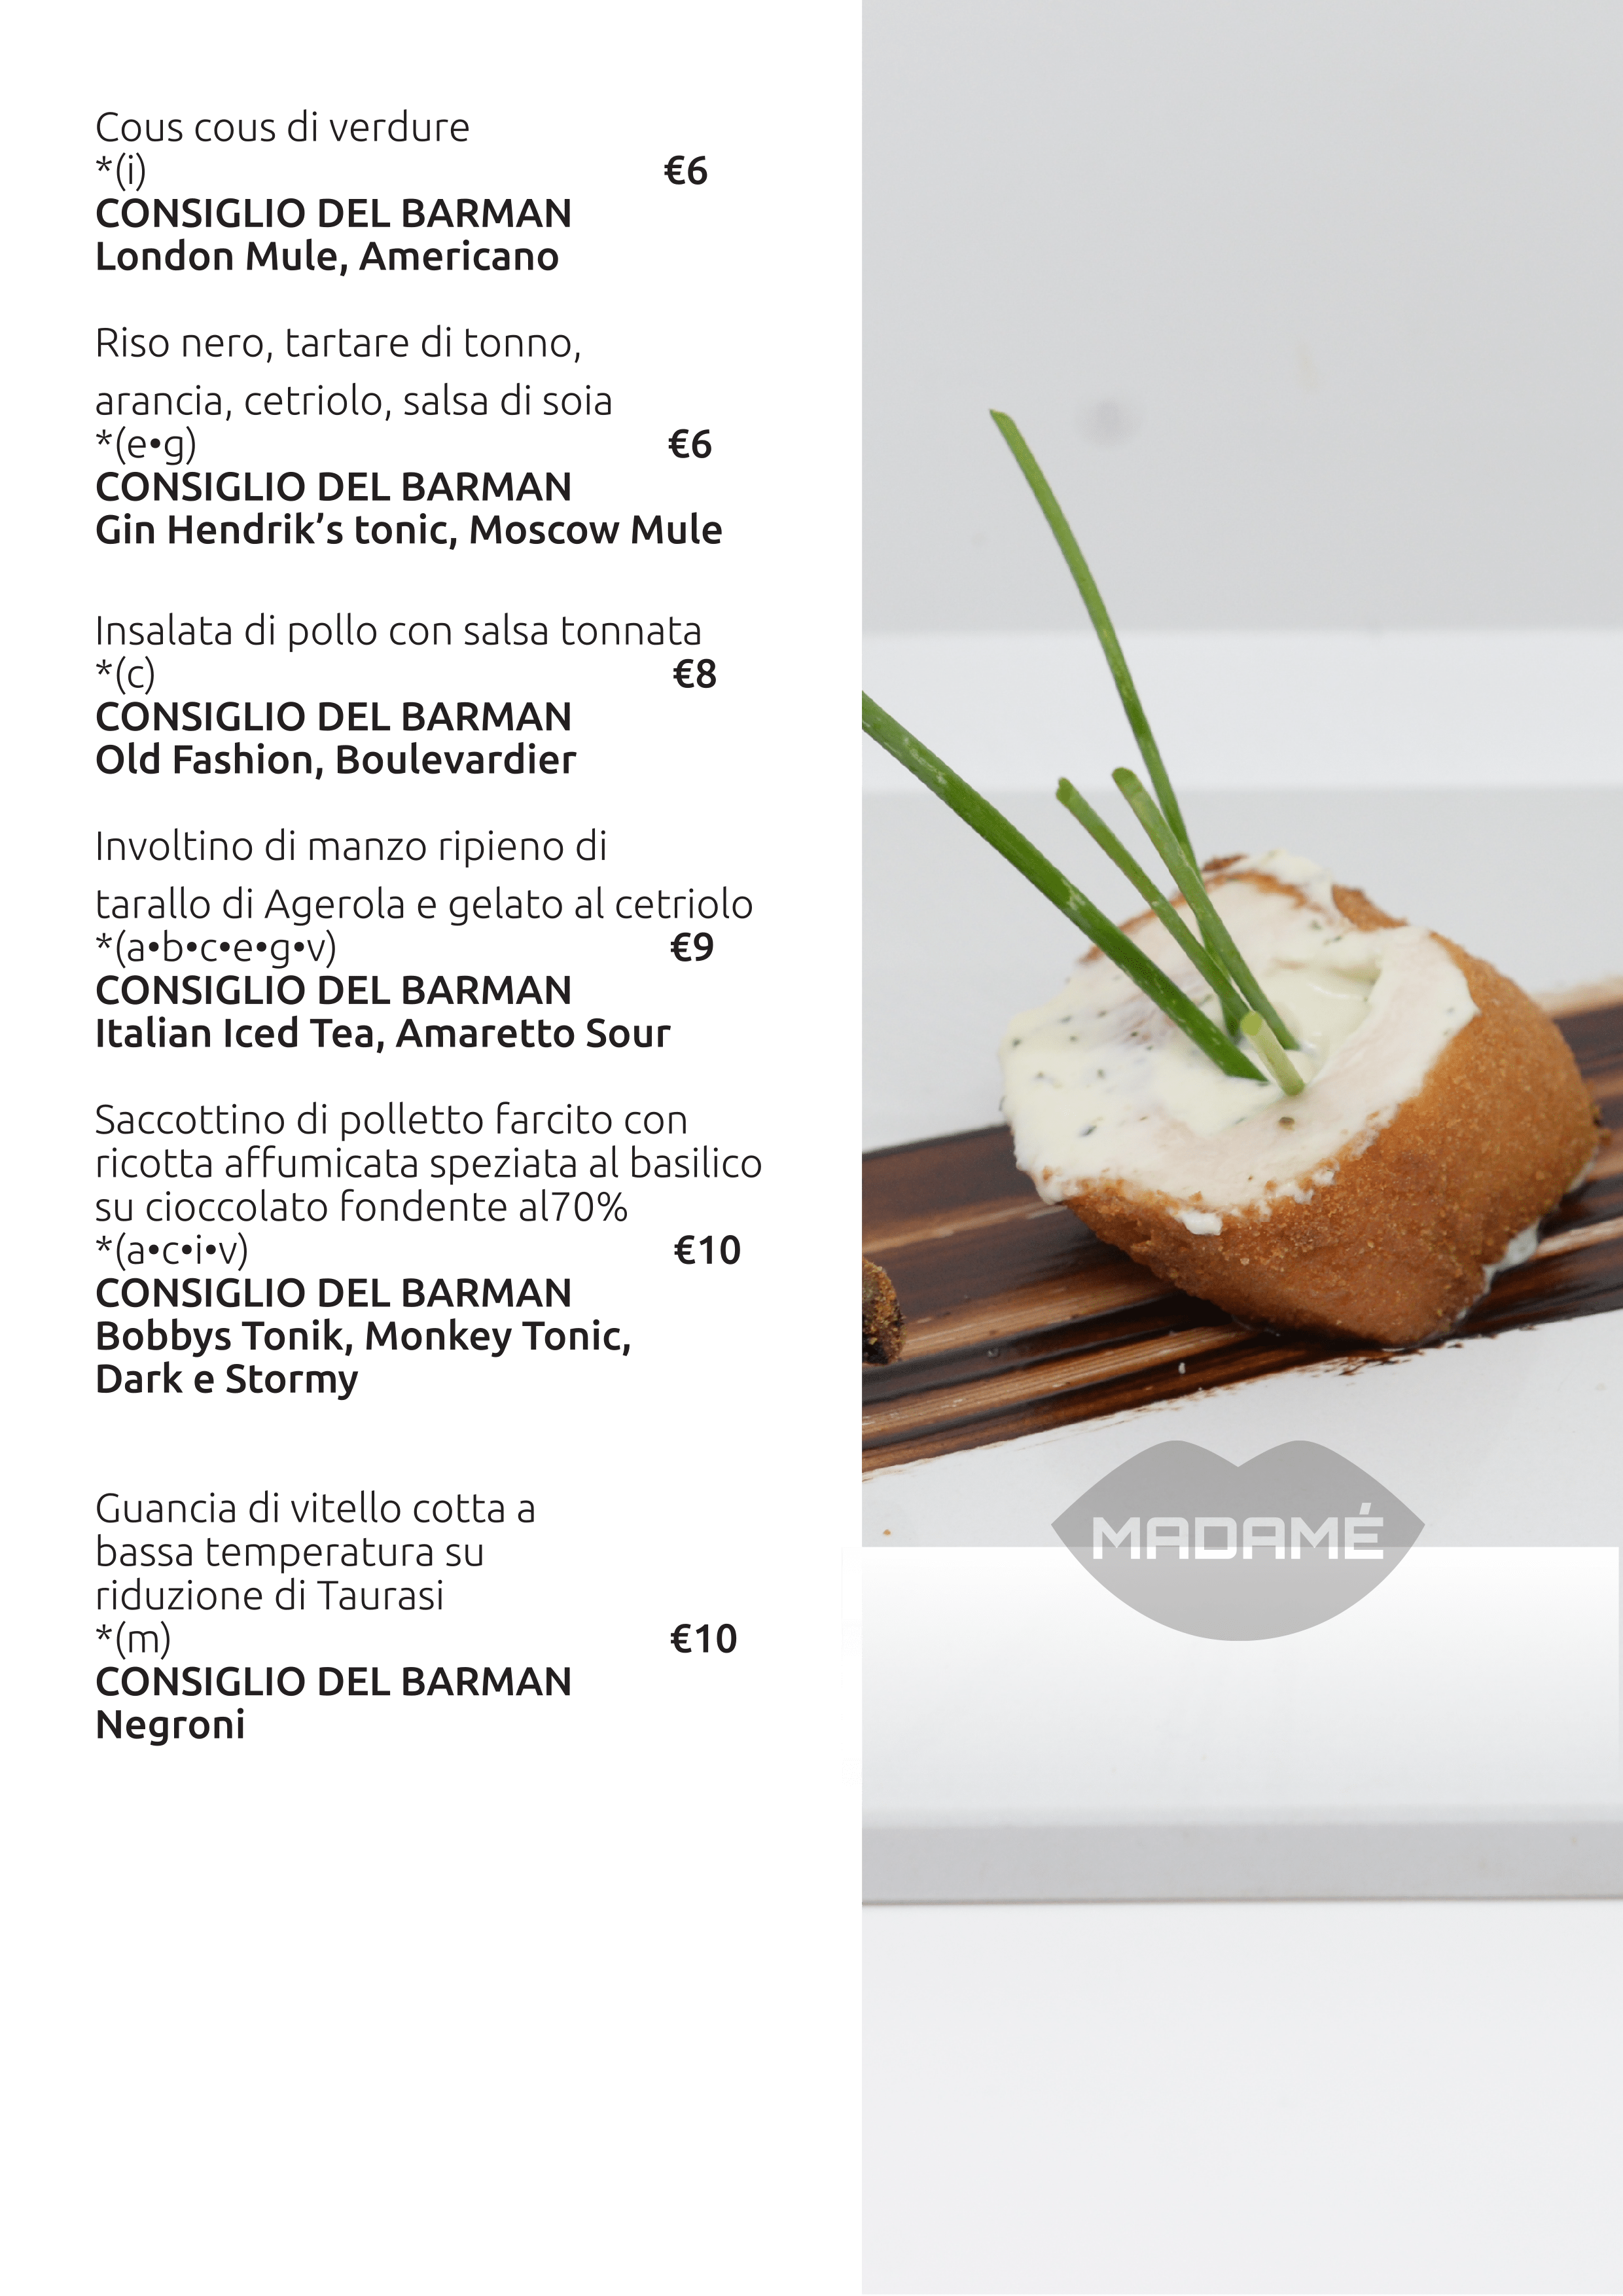 Cous cous di verdure
*(i) €6
CONSIGLIO DEL BARMAN
London Mule, Americano
Riso nero, tartare di tonno,
arancia, cetriolo, salsa di soia
*(e•g) €6
CONSIGLIO DEL BARMAN
Gin Hendrik’s tonic, Moscow Mule
Insalata di pollo con salsa tonnata
*(c) €8
CONSIGLIO DEL BARMAN
Old Fashion, Boulevardier
Involtino di manzo ripieno di
tarallo di Agerola e gelato al cetriolo
*(a•b•c•e•g•v) €9
CONSIGLIO DEL BARMAN
Italian Iced Tea, Amaretto Sour
Saccottino di polletto farcito con
ricotta affumicata speziata al basilico
su cioccolato fondente al70%
*(a•c•i•v) €10
CONSIGLIO DEL BARMAN
Bobbys Tonik, Monkey Tonic,
Dark e Stormy
Guancia di vitello cotta a
bassa temperatura su
riduzione di Taurasi
*(m) €10
CONSIGLIO DEL BARMAN
Negroni
MADAMÉ